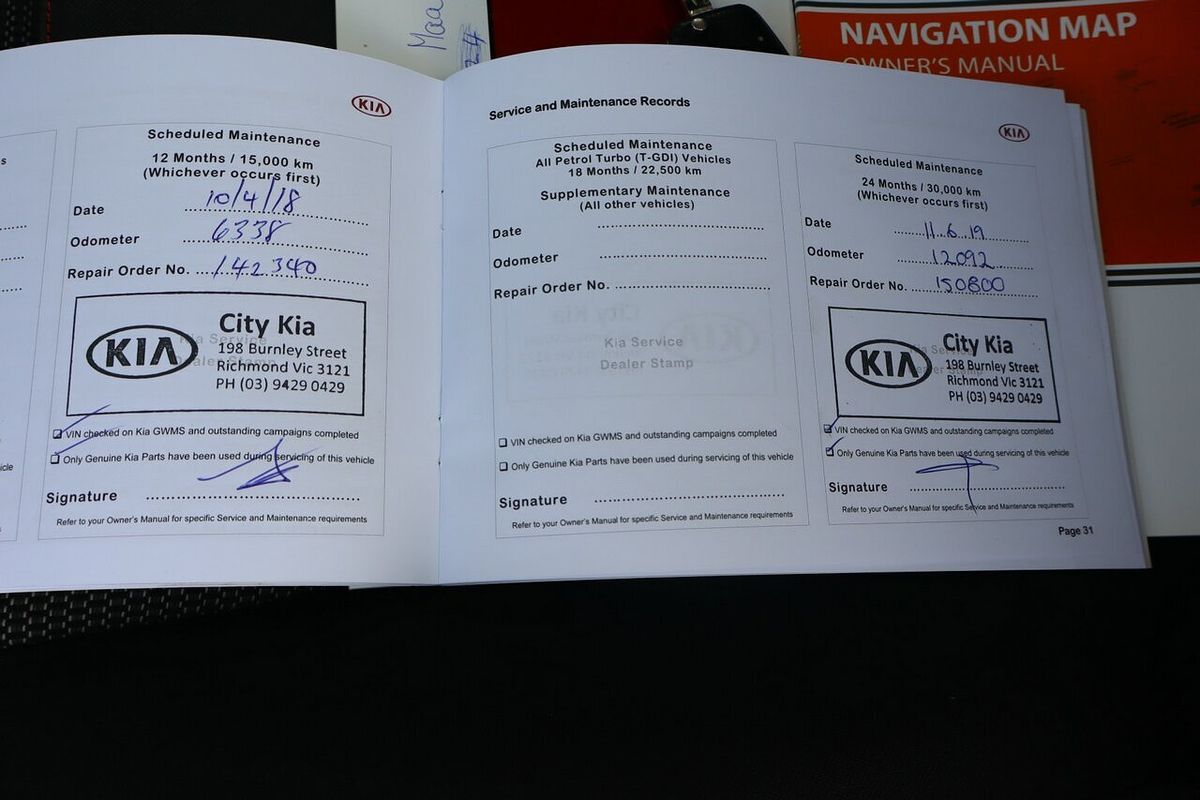 Maa
24
NAVIGATION MAP
OWNER'S MANUAL
s
icle
KIA
Scheduled Maintenance
12 Months / 15,000 km
(Whichever occurs first)
Date 10/4/18
Odometer 6338
Repair Order No. 142340
KIA
City Kia
198 Burnley Street
Richmond Vic 3121
PH (03) 9429 0429
VIN checked on Kia GWMS and outstanding campaigns completed
Only Genuine Kia Parts have been used during servicing of this vehicle
Signature
Refer to your Owner's Manual for specific Service and Maintenance requirements
Service and Maintenance Records
Scheduled Maintenance
All Petrol Turbo (T-GDI) Vehicles
18 Months / 22,500 km
Supplementary Maintenance
(All other vehicles)
Date
Odometer
Repair Order No.
Kia Service
Dealer Stamp
VIN checked on Kia GWMS and outstanding campaigns completed
Only Genuine Kia Parts have been used during servicing of this vehicle
Signature
Refer to your Owner's Manual for specific Service and Maintenance requirements
KIA
Scheduled Maintenance
24 Months / 30,000 km
(Whichever occurs first)
Date 11.6.19
Odometer 12092
Repair Order No. 150800
KIA
City Kia
198 Burnley Street
Richmond Vic 3121
PH (03) 9429 0429
VIN checked on Kia GWMS and outstanding campaigns completed
Only Genuine Kia Parts have been used during servicing of this vehicle
Signature
Refer to your Owner's Manual for specific Service and Maintenance requirements
Page 31